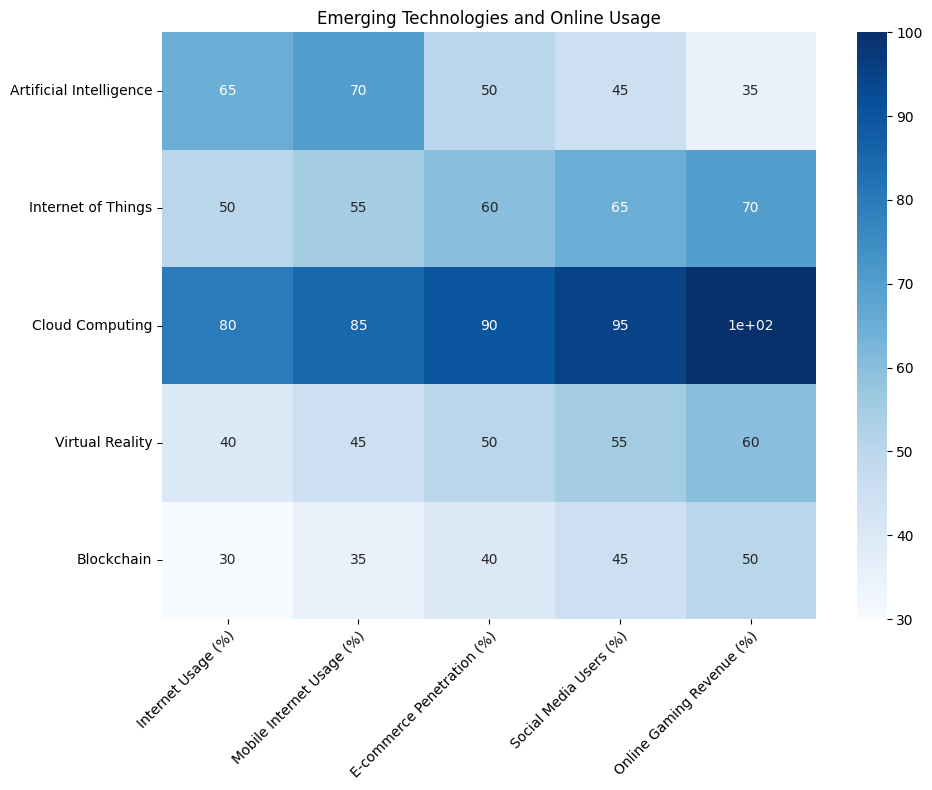 Emerging Technologies and Online Usage
Artificial Intelligence 65 70 50 45 35
Internet of Things 50 55 60 65 70
Cloud Computing 80 85 90 95 1e+02
Virtual Reality 40 45 50 55 60
Blockchain 30 35 40 45 50
Internet Usage (%)
Mobile Internet Usage (%)
E-commerce Penetration (%)
Social Media Users (%)
Online Gaming Revenue (%)
100
90
80
70
60
50
40
30